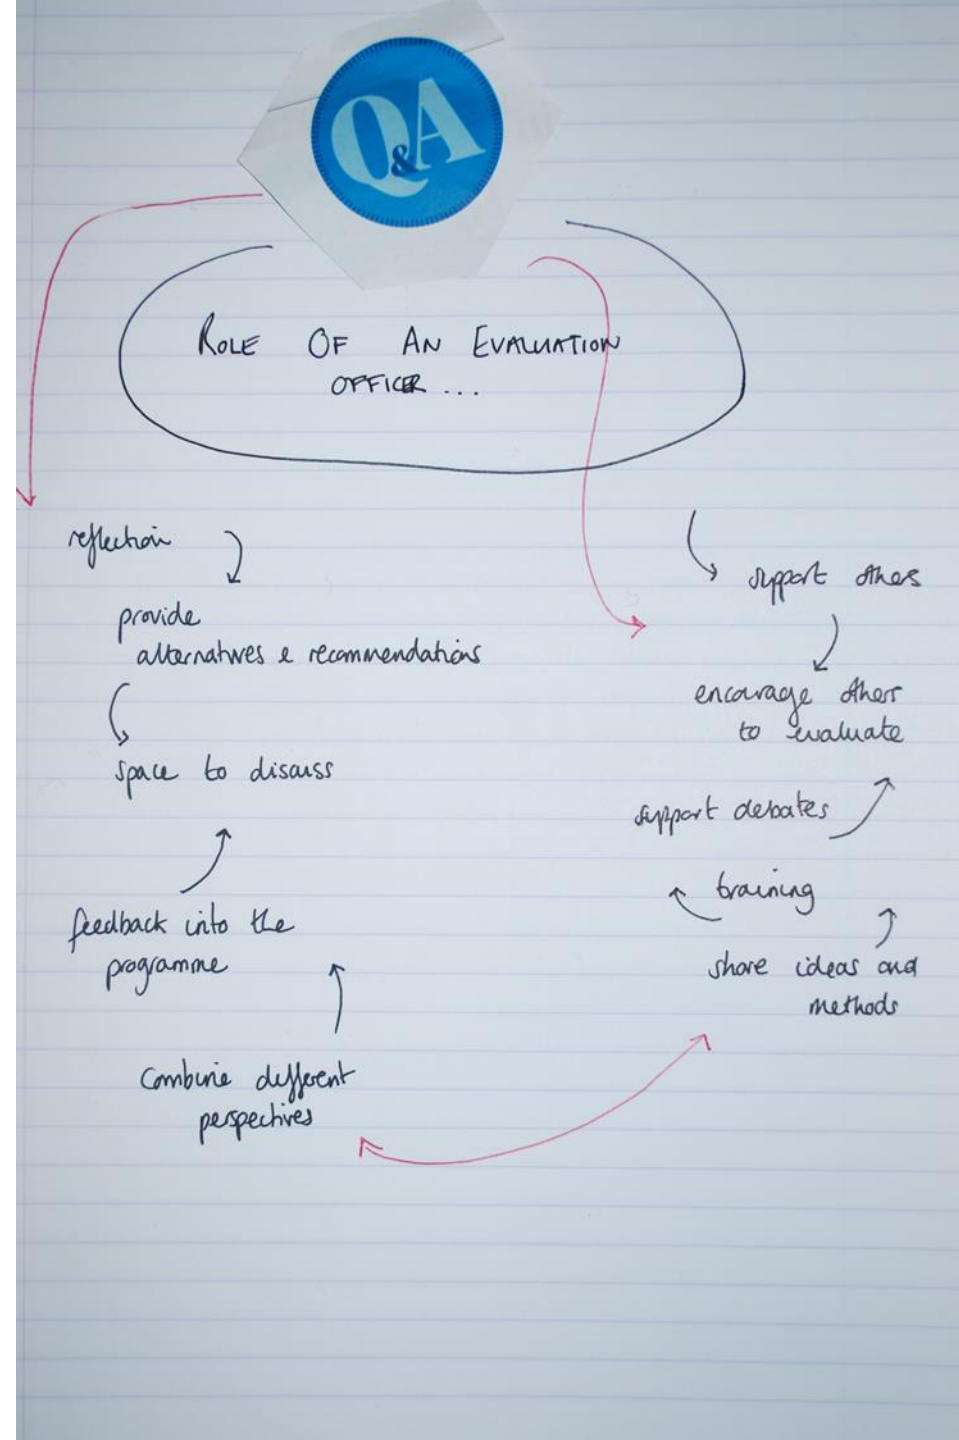 Q&A
ROLE OF AN EVALUATION
OFFICER...
reflection
provide
alternatives & recommendations
space to discuss
feedback into the
programme
Combine different
perspectives
support others
encourage others
to evaluate
support debates
training
share ideas and
methods